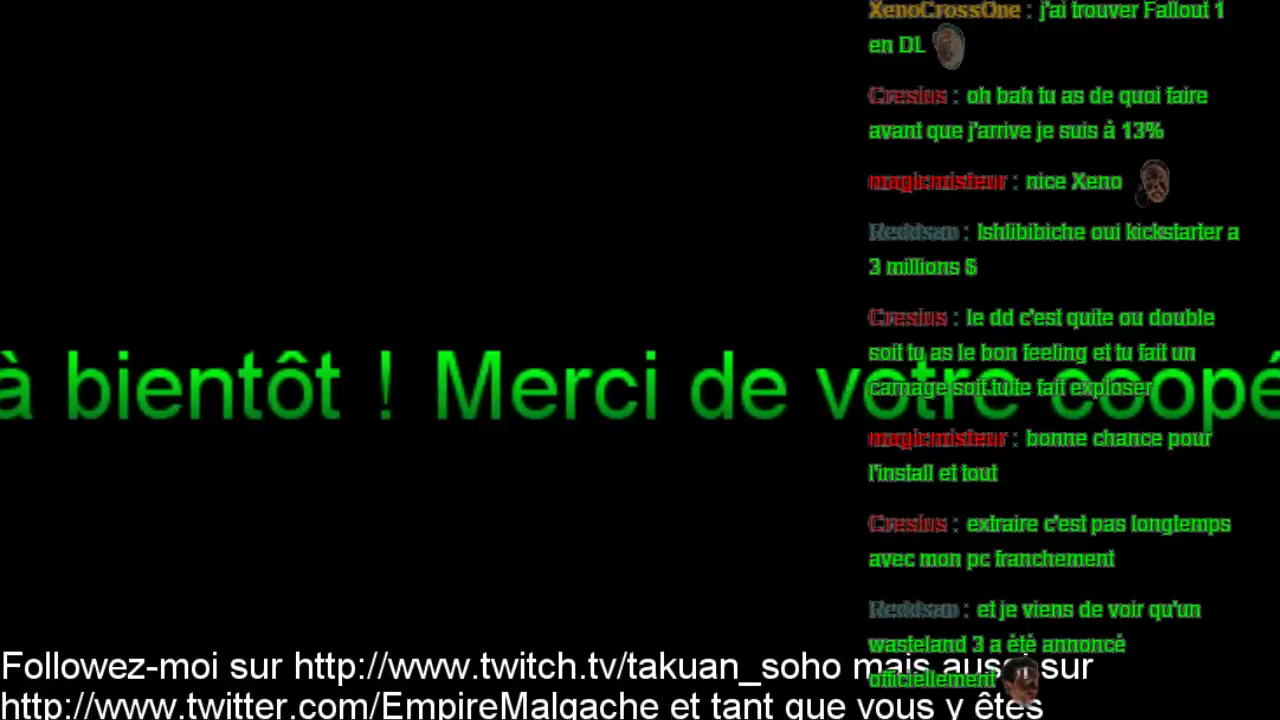 XenoCrossOne : j'ai trouver Fallout 1
en DL
Cresius : oh bah tu as de quoi faire
avant que j'arrive je suis à 13%
magicmisteur : nice Xeno
Reddsan : Ishlibibiche oui kickstarter a
3 millions $
Cresius : le dd c'est quite ou double
soit tu as le bon feeling et tu fait un
carnage soit tu te fait exploser
à bientôt ! Merci de votre coopé
magicmisteur : bonne chance pour
l'install et tout
Cresius : extraire c'est pas longtemps
avec mon pc franchement
Reddsan : et je viens de voir qu'un
wasteland 3 a été annoncé
officiellement
Followez-moi sur http://www.twitch.tv/takuan_soho mais aussi sur
http://www.twitter.com/EmpireMalgache et tant que vous y êtes